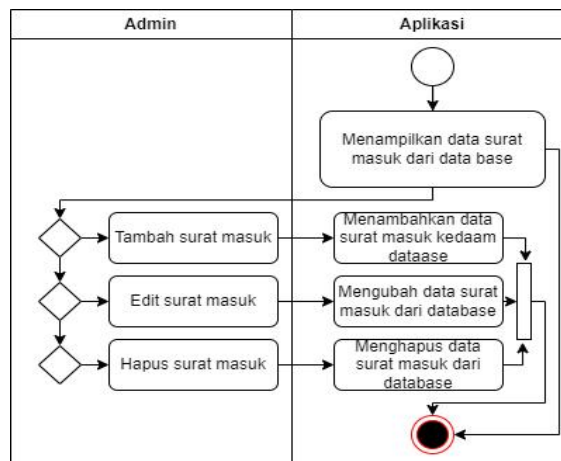 Admin
Aplikasi
Menampilkan data surat
masuk dari data base
Tambah surat masuk
Menambahkan data
surat masuk kedaam
dataase
Edit surat masuk
Mengubah data surat
masuk dari database
Hapus surat masuk
Menghapus data
surat masuk dari
database